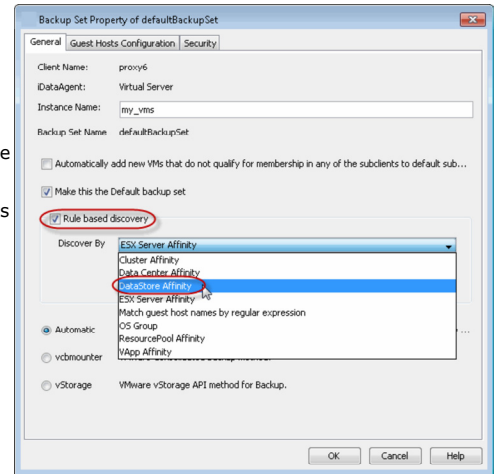 Backup Set Property of defaultBackupSet
General Guest Hosts Configuration Security
Client Name: proxy6
iDataAgent: Virtual Server
Instance Name: my_vms
Backup Set Name defaultBackupSet
e
Automatically add new VMs that do not qualify for membership in any of the subclients to default sub...
Make this the Default backup set
s
Rule based discovery
Discover By ESX Server Affinity
Cluster Affinity
Data Center Affinity
DataStore Affinity
ESX Server Affinity
Match guest host names by regular expression
OS Group
ResourcePool Affinity
VApp Affinity
Automatic ...
vcbmounter
vStorage VMware vStorage API method for Backup.
OK Cancel Help